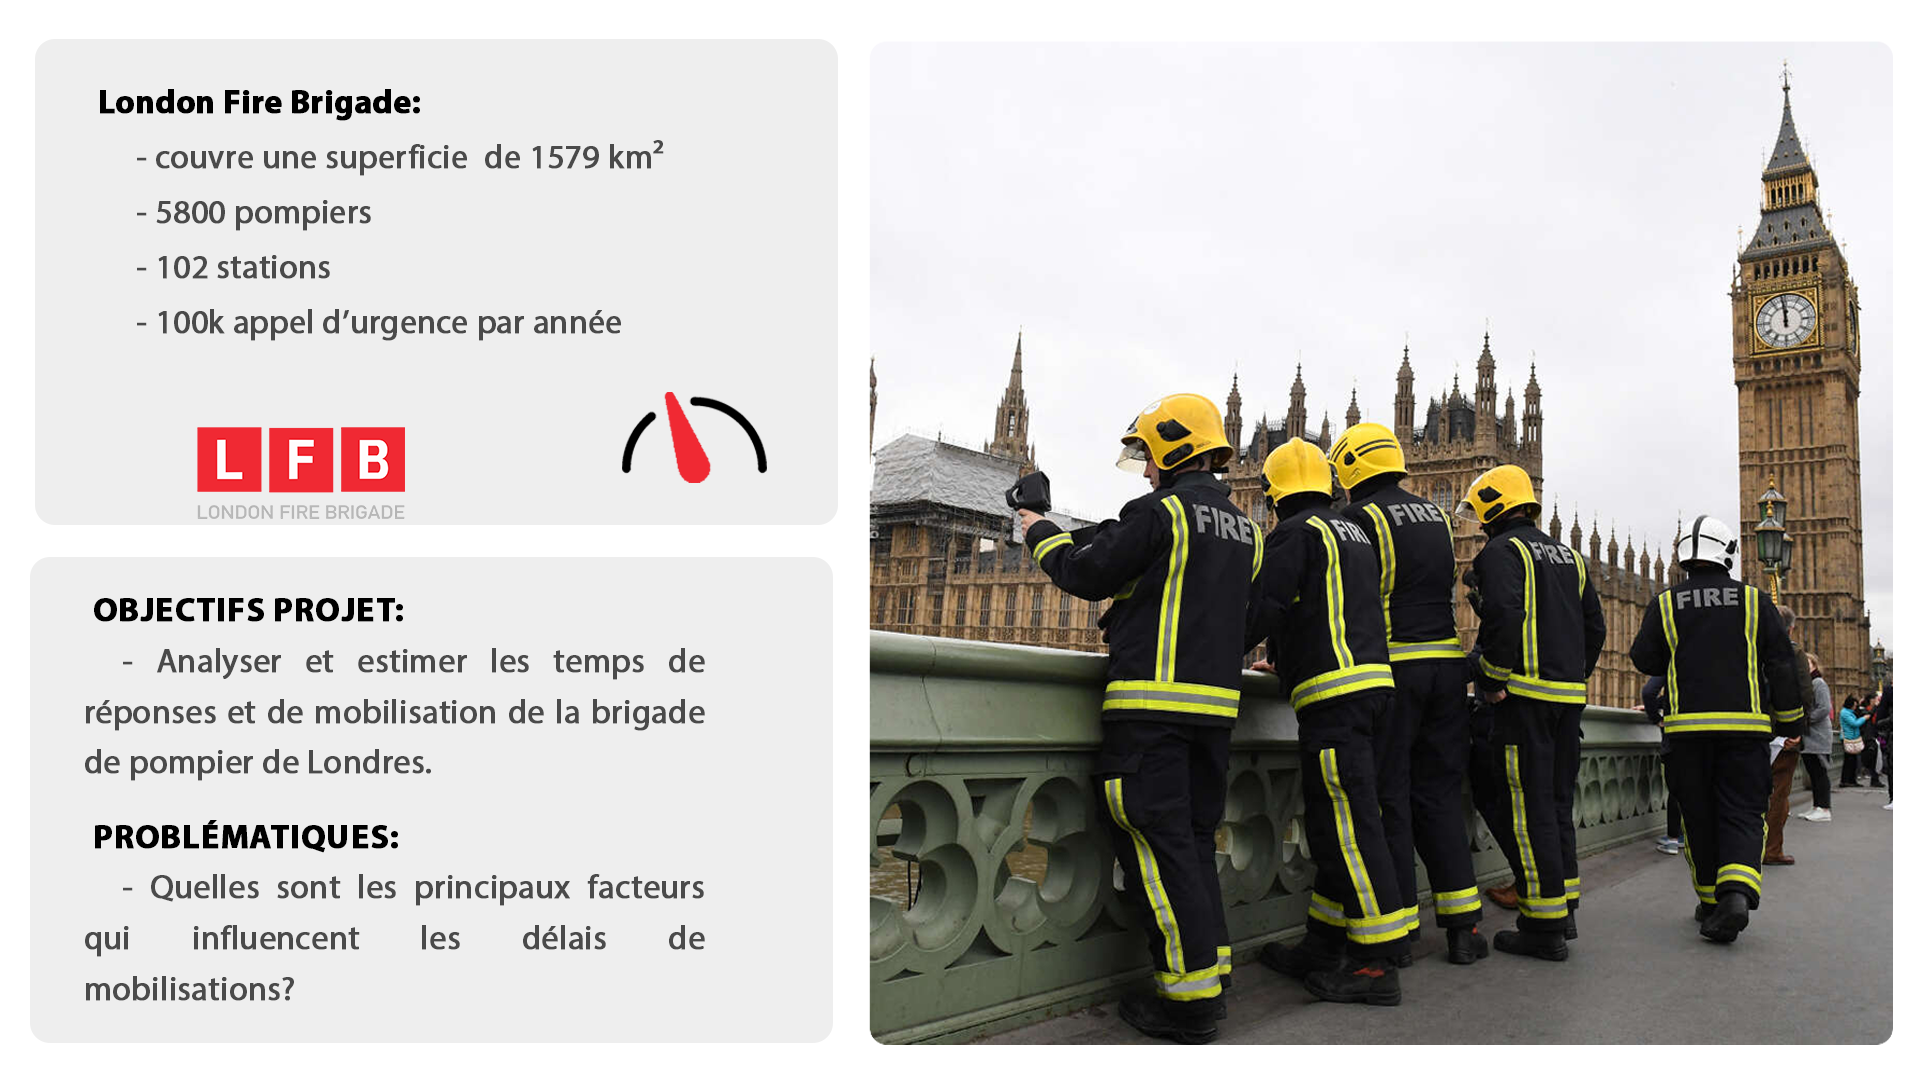 London Fire Brigade:
- couvre une superficie de 1579 km²
- 5800 pompiers
- 102 stations
- 100k appel d’urgence par année
L F B
LONDON FIRE BRIGADE
OBJECTIFS PROJET:
- Analyser et estimer les temps de
réponses et de mobilisation de la brigade
de pompier de Londres.
PROBLÉMATIQUES:
- Quelles sont les principaux facteurs
qui influencent les délais de
mobilisations?
FIRE
FIRI
FIRE
FIRE
FIRE